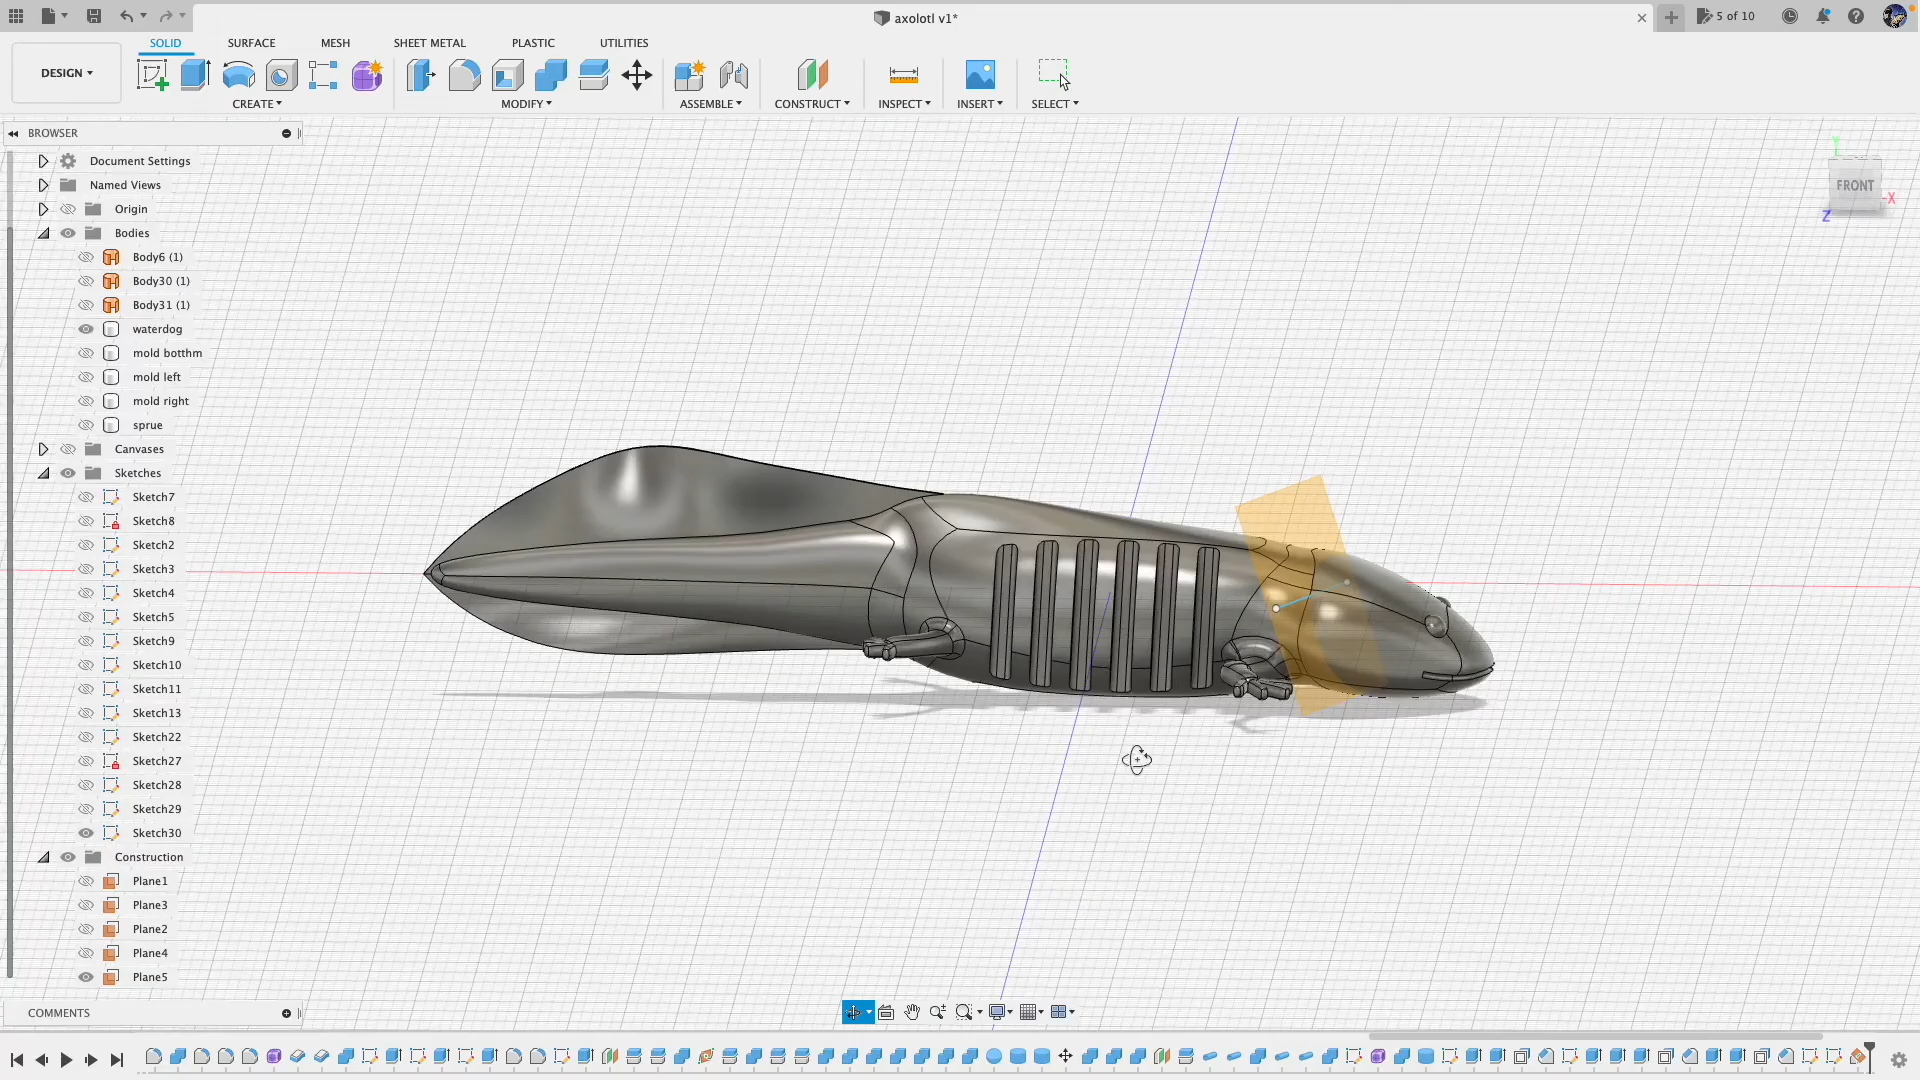 axolotl v1*
5 of 10
DESIGN
SOLID
SURFACE
MESH
SHEET METAL
PLASTIC
UTILITIES
CREATE
MODIFY
ASSEMBLE
CONSTRUCT
INSPECT
INSERT
SELECT
BROWSER
Document Settings
Named Views
Origin
Bodies
Body6 (1)
Body30 (1)
Body31 (1)
waterdog
mold botthm
mold left
mold right
sprue
Canvases
Sketches
Sketch7
Sketch8
Sketch2
Sketch3
Sketch4
Sketch5
Sketch9
Sketch10
Sketch11
Sketch13
Sketch22
Sketch27
Sketch28
Sketch29
Sketch30
Construction
Plane1
Plane3
Plane2
Plane4
Plane5
COMMENTS
Y
FRONT
-X
Z